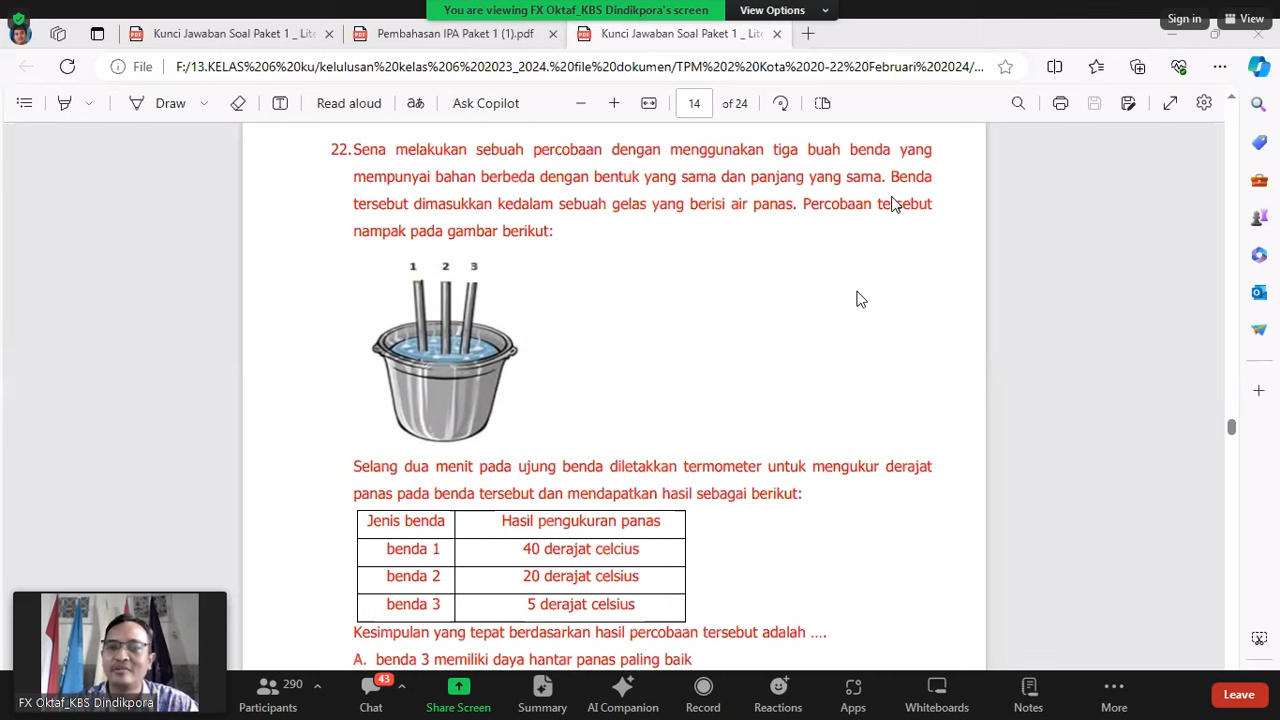 You are viewing FX Oktaf_KBS Dindikpora's screen
View Options
Sign in
View
Kunci Jawaban Soal Paket 1 _ Lite
Pembahasan IPA Paket 1 (1).pdf
Kunci Jawaban Soal Paket 1 _ Lite
File
F:/13.KELAS%206%20ku/kelulusan%20kelas%206%202023_2024.%20file%20dokumen/TPM%202%20Kota%2020-22%20Februari%202024/...
Draw
Read aloud
aあ
Ask Copilot
14
of 24
22. Sena melakukan sebuah percobaan dengan menggunakan tiga buah benda yang
mempunyai bahan berbeda dengan bentuk yang sama dan panjang yang sama. Benda
tersebut dimasukkan kedalam sebuah gelas yang berisi air panas. Percobaan tersebut
nampak pada gambar berikut:
1 2 3
Selang dua menit pada ujung benda diletakkan termometer untuk mengukur derajat
panas pada benda tersebut dan mendapatkan hasil sebagai berikut:
Jenis benda Hasil pengukuran panas
benda 1 40 derajat celcius
benda 2 20 derajat celsius
benda 3 5 derajat celsius
Kesimpulan yang tepat berdasarkan hasil percobaan tersebut adalah ....
A. benda 3 memiliki daya hantar panas paling baik
FX Oktaf_KBS Dindikpora
290
43
Participants
Chat
Share Screen
Summary
AI Companion
Record
Reactions
Apps
Whiteboards
Notes
More
Leave